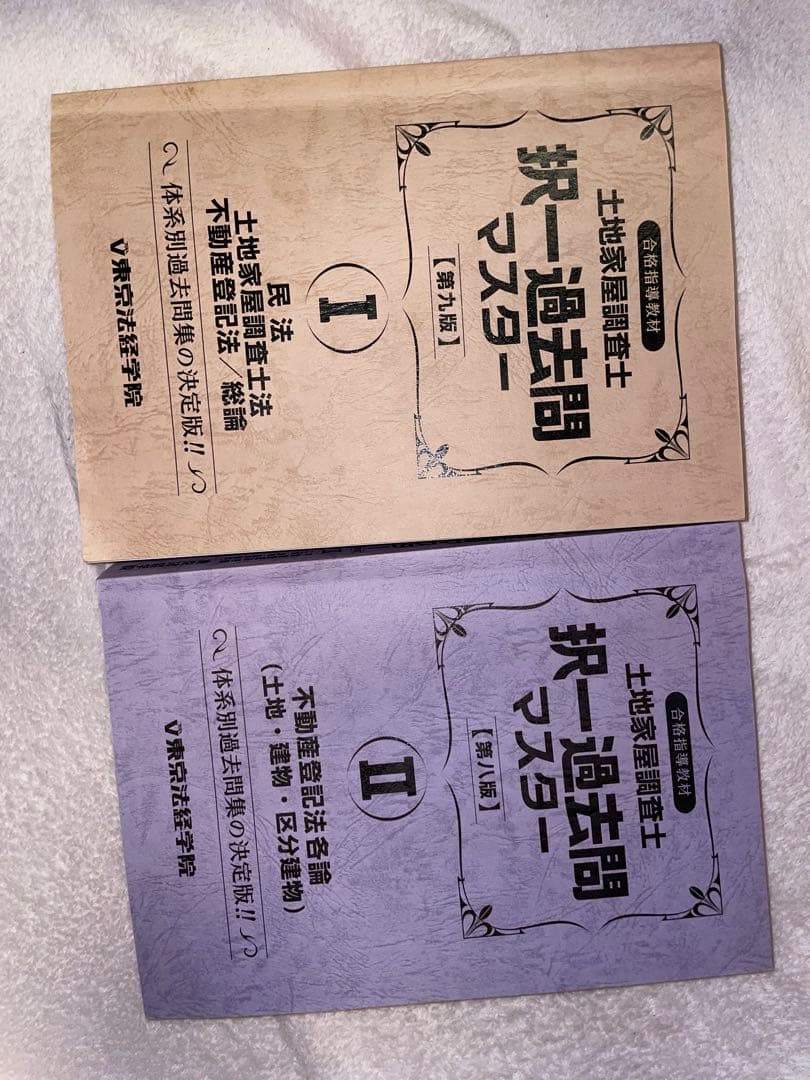 合格指導教材
土地家屋調査士
択一過去問
マスター
【第九版】
I
民法
土地家屋調査士法
不動産登記法／総論
体系別過去問集の決定版!!
東京法経学院
合格指導教材
土地家屋調査士
択一過去問
マスター
【第八版】
II
不動産登記法各論
(土地・建物・区分建物)
体系別過去問集の決定版!!
東京法経学院